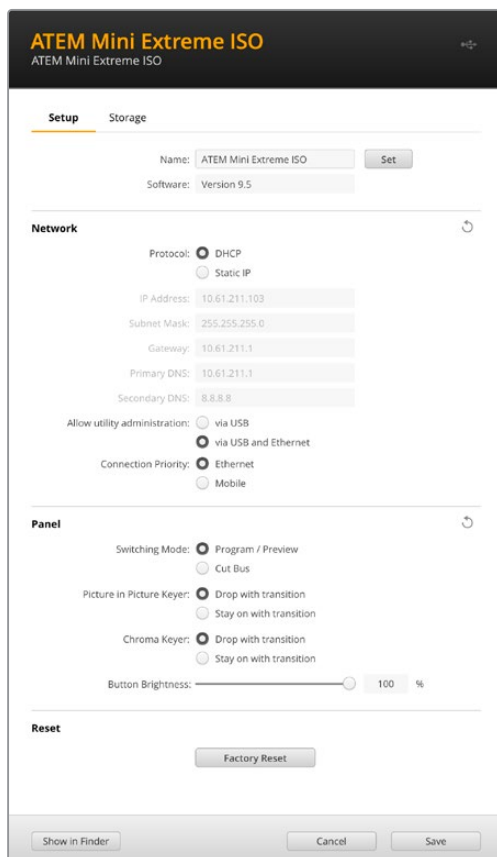 ATEM Mini Extreme ISO
ATEM Mini Extreme ISO
Setup Storage
Name: ATEM Mini Extreme ISO Set
Software: Version 9.5
Network
Protocol: DHCP
Static IP
IP Address: 10.61.211.103
Subnet Mask: 255.255.255.0
Gateway: 10.61.211.1
Primary DNS: 10.61.211.1
Secondary DNS: 8.8.8.8
Allow utility administration: via USB
via USB and Ethernet
Connection Priority: Ethernet
Mobile
Panel
Switching Mode: Program / Preview
Cut Bus
Picture in Picture Keyer: Drop with transition
Stay on with transition
Chroma Keyer: Drop with transition
Stay on with transition
Button Brightness: 100 %
Reset
Factory Reset
Show in Finder Cancel Save